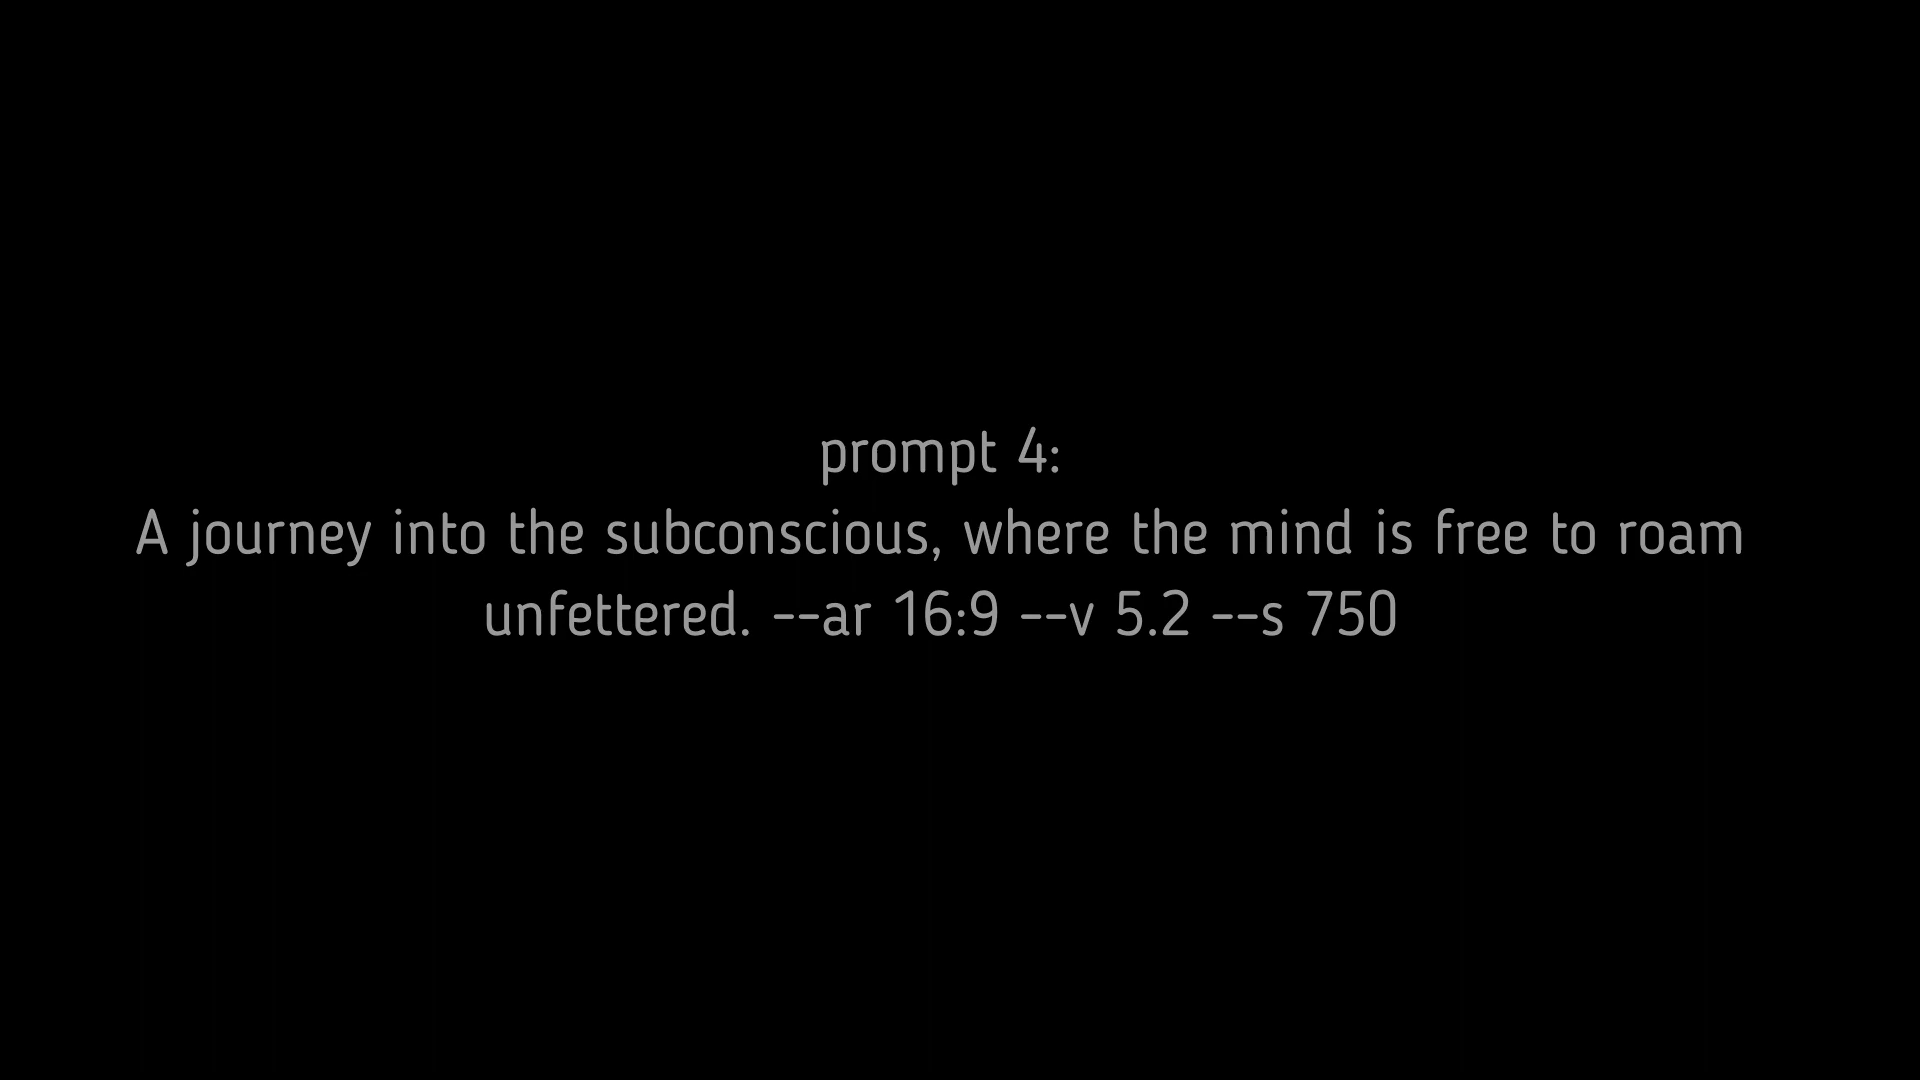 prompt 4:
A journey into the subconscious, where the mind is free to roam
unfettered. --ar 16:9 --v 5.2 --s 750